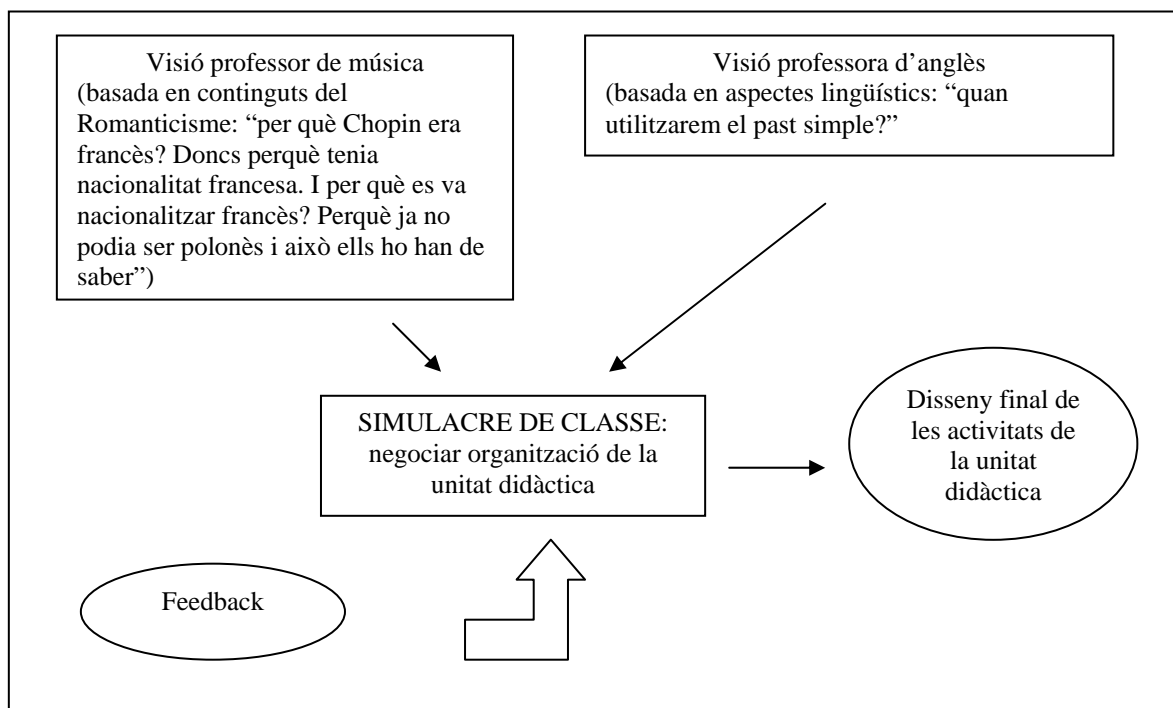 Visió professor de música
(basada en continguts del
Romanticisme: “per què Chopin era
francès? Doncs perquè tenia
nacionalitat francesa. I per què es va
nacionalitzar francès? Perquè ja no
podia ser polonès i això ells ho han de
saber”)
Visió professora d’anglès
(basada en aspectes lingüístics: “quan
utilitzarem el past simple?”
SIMULACRE DE CLASSE:
negociar organització de la
unitat didàctica
Disseny final de
les activitats de
la unitat
didàctica
Feedback